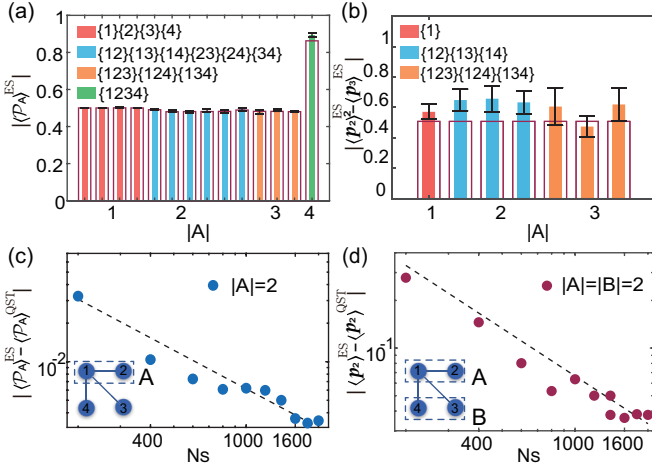 (a)
{1}{2}{3}{4}
{12}{13}{14}{23}{24}{34}
{123}{124}{134}
{1234}
1
0.8
0.6
0.4
0.2
0
1
2
3
4
|A|
|⟨𝒫A⟩^ES|
(b)
{1}
{12}{13}{14}
{123}{124}{134}
1
0.8
0.6
0.4
0.2
0
1
2
3
|A|
|⟨p₂⟩²^ES-⟨p₃⟩^ES|
(c)
|A|=2
10⁻²
1
2
A
4
3
400
1000
1600
Ns
|⟨𝒫A⟩^ES-⟨𝒫A⟩^QST|
(d)
|A|=|B|=2
10⁻¹
1
2
A
4
3
B
400
1000
1600
Ns
|⟨p₂⟩^ES-⟨p₂⟩^QST|